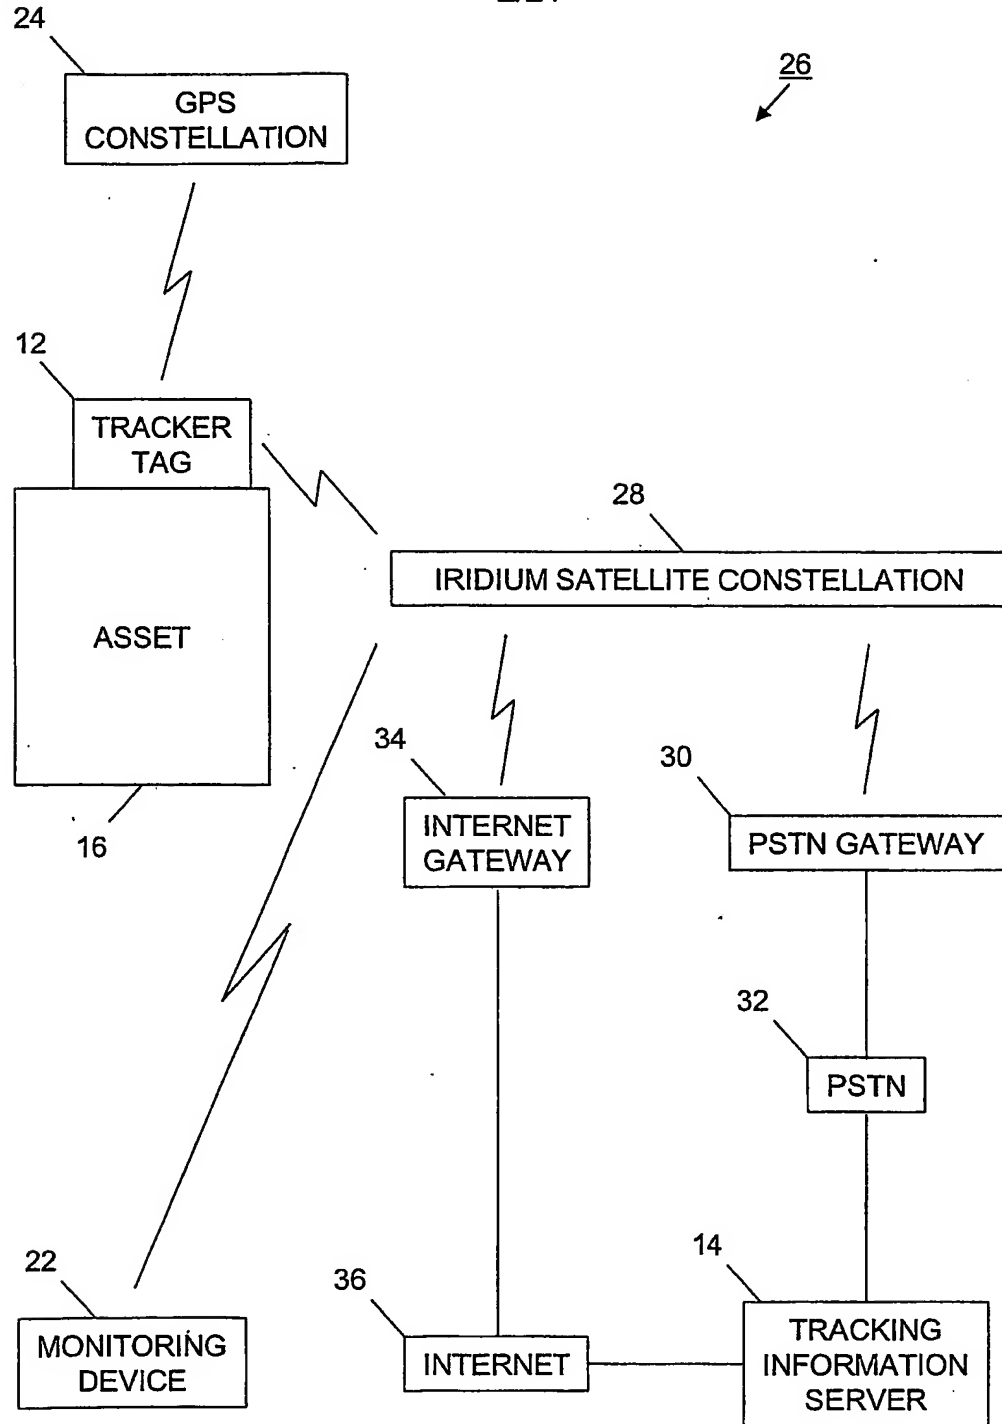 24
GPS
CONSTELLATION
26
12
TRACKER
TAG
28
IRIDIUM SATELLITE CONSTELLATION
ASSET
16
34
INTERNET
GATEWAY
30
PSTN GATEWAY
32
PSTN
22
MONITORING
DEVICE
36
INTERNET
14
TRACKING
INFORMATION
SERVER